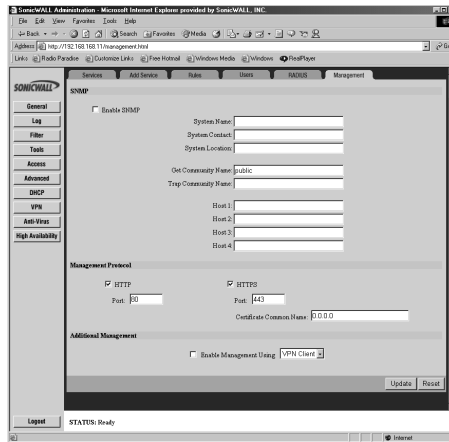 SonicWALL Administration - Microsoft Internet Explorer provided by SonicWALL, INC.
File Edit View Favorites Tools Help
Back Search Favorites Media
Address http://192.168.168.11/management.html
Links Radio Paradise Customize Links Free Hotmail Windows Media Windows RealPlayer
SONICWALL
Services Add Service Rules Users RADIUS Management
General
Log
Filter
Tools
Access
Advanced
DHCP
VPN
Anti-Virus
High Availability
Logout
SNMP
Enable SNMP
System Name:
System Contact:
System Location:
Get Community Name: public
Trap Community Name:
Host 1:
Host 2:
Host 3:
Host 4:
Management Protocol
HTTP HTTPS
Port: 80 Port: 443
Certificate Common Name: 0.0.0.0
Additional Management
Enable Management Using VPN Client
Update Reset
STATUS: Ready
Internet